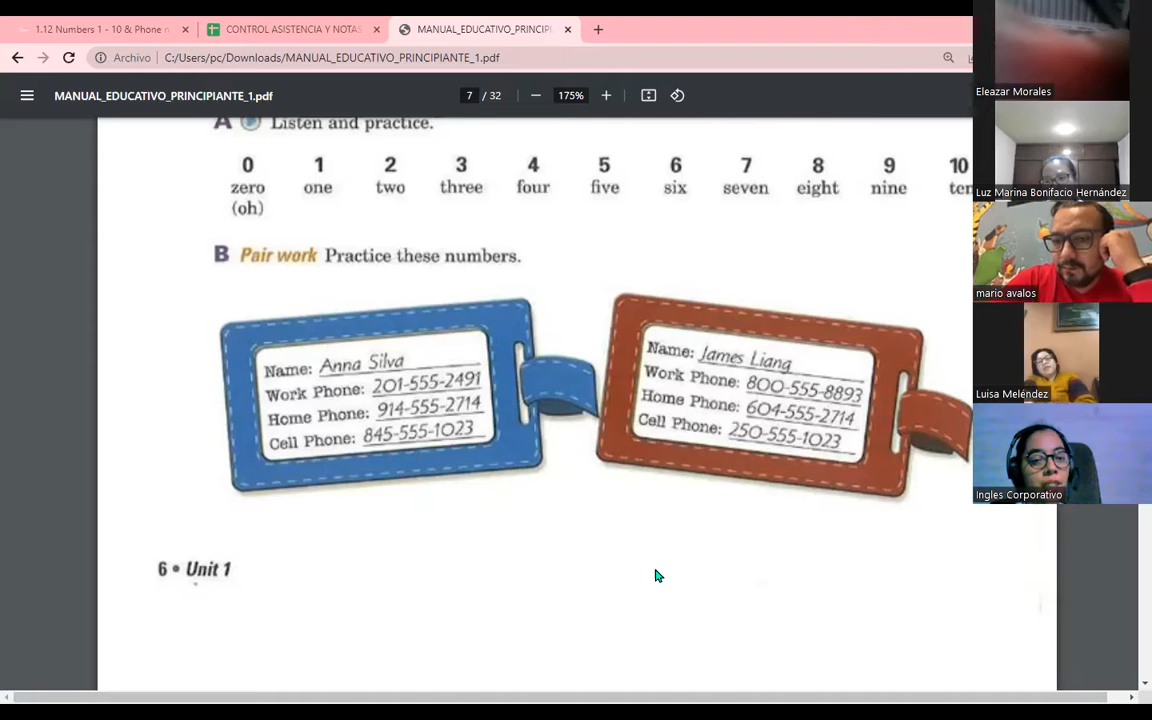 1.12 Numbers 1 - 10 & Phone n
CONTROL ASISTENCIA Y NOTAS
MANUAL_EDUCATIVO_PRINCIPI
Archivo C:/Users/pc/Downloads/MANUAL_EDUCATIVO_PRINCIPIANTE_1.pdf
MANUAL_EDUCATIVO_PRINCIPIANTE_1.pdf
7 / 32
175%
A Listen and practice.
0 1 2 3 4 5 6 7 8 9 10
zero one two three four five six seven eight nine ten
(oh)
B Pair work Practice these numbers.
Name: Anna Silva
Work Phone: 201-555-2491
Home Phone: 914-555-2714
Cell Phone: 845-555-1023
Name: James Liang
Work Phone: 800-555-8893
Home Phone: 604-555-2714
Cell Phone: 250-555-1023
6 • Unit 1
Eleazar Morales
Luz Marina Bonifacio Hernández
mario avalos
Luisa Meléndez
Ingles Corporativo